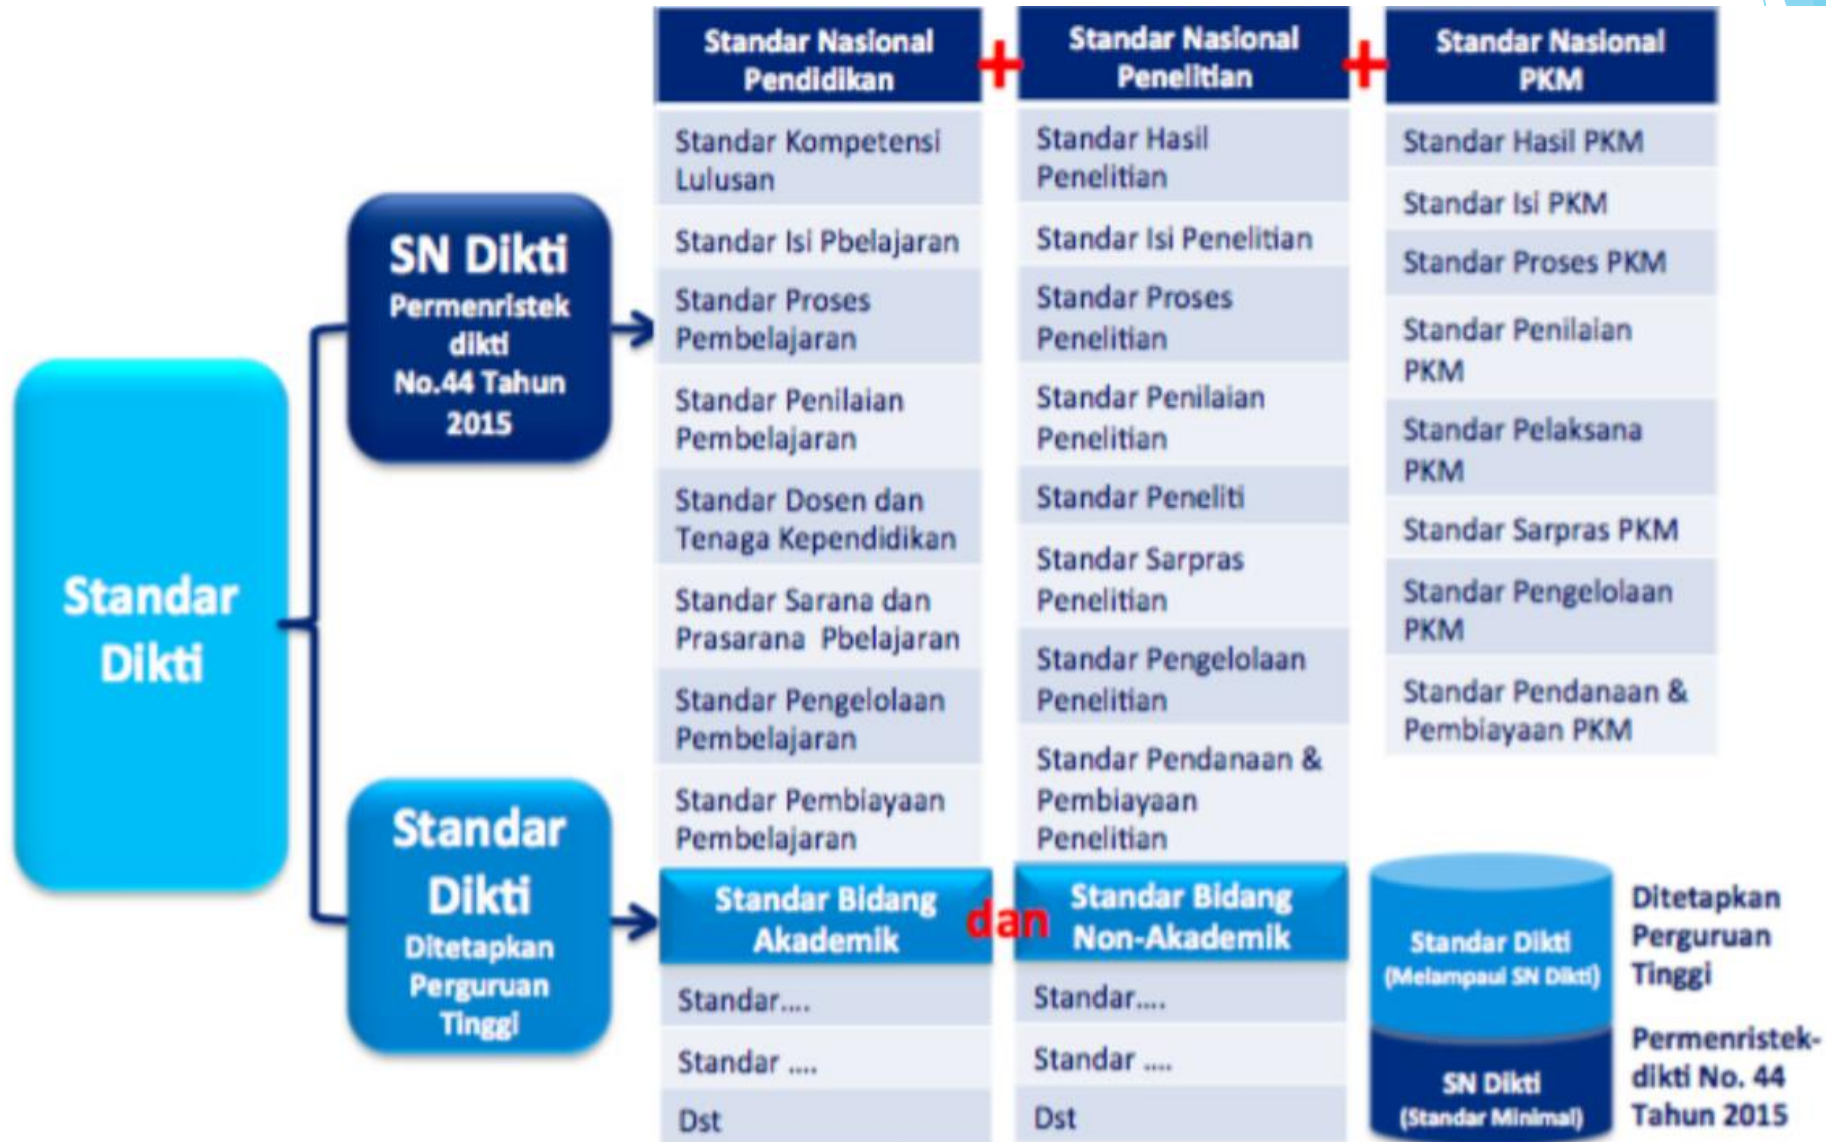 Standar
Dikti
SN Dikti
Permenristek
dikti
No.44 Tahun
2015
Standar
Dikti
Ditetapkan
Perguruan
Tinggi
Standar Nasional
Pendidikan
Standar Kompetensi
Lulusan
Standar Isi Pbelajaran
Standar Proses
Pembelajaran
Standar Penilaian
Pembelajaran
Standar Dosen dan
Tenaga Kependidikan
Standar Sarana dan
Prasarana Pbelajaran
Standar Pengelolaan
Pembelajaran
Standar Pembiayaan
Pembelajaran
+
Standar Nasional
Penelitian
Standar Hasil
Penelitian
Standar Isi Penelitian
Standar Proses
Penelitian
Standar Penilaian
Penelitian
Standar Peneliti
Standar Sarpras
Penelitian
Standar Pengelolaan
Penelitian
Standar Pendanaan &
Pembiayaan
Penelitian
+
Standar Nasional
PKM
Standar Hasil PKM
Standar Isi PKM
Standar Proses PKM
Standar Penilaian
PKM
Standar Pelaksana
PKM
Standar Sarpras PKM
Standar Pengelolaan
PKM
Standar Pendanaan &
Pembiayaan PKM
Standar Bidang
Akademik
Standar....
Standar ....
Dst
dan
Standar Bidang
Non-Akademik
Standar....
Standar ....
Dst
Standar Dikti
(Melampaui SN Dikti)
SN Dikti
(Standar Minimal)
Ditetapkan
Perguruan
Tinggi
Permenristek-
dikti No. 44
Tahun 2015